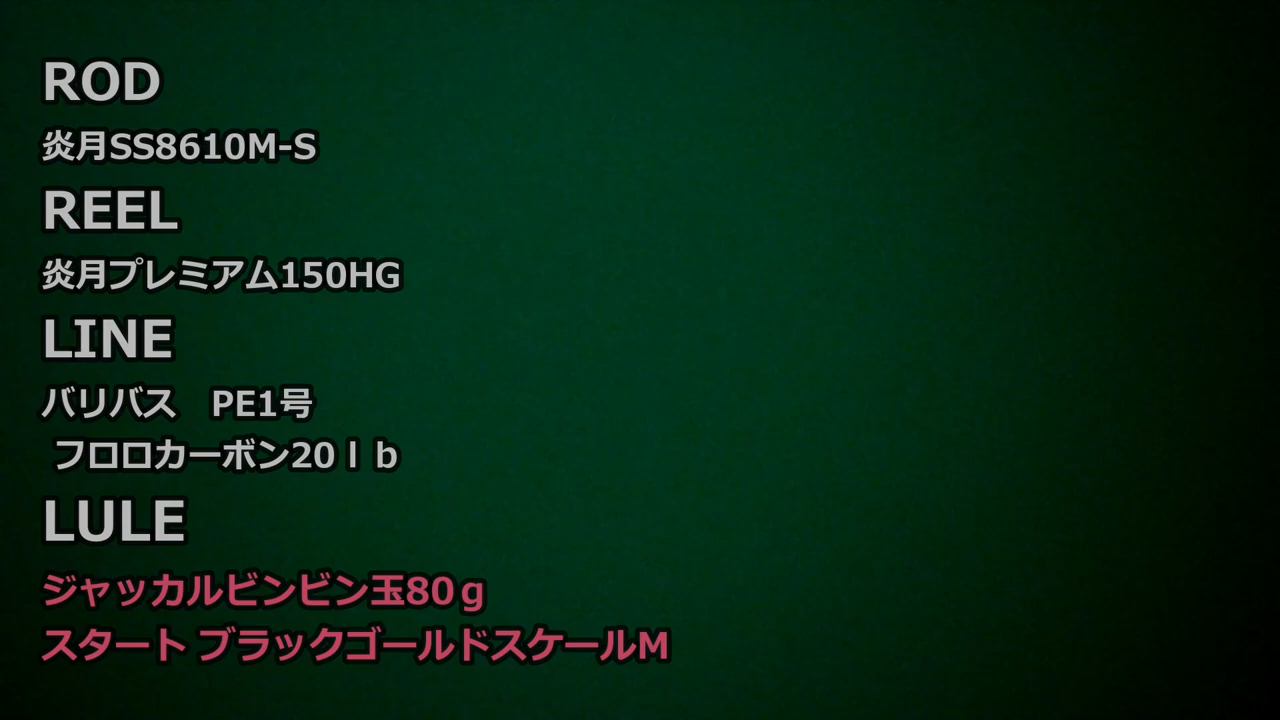 ROD
炎月SS8610M-S
REEL
炎月プレミアム150HG
LINE
バリバス　PE1号
フロロカーボン20ｌｂ
LULE
ジャッカルビンビン玉80ｇ
スタート ブラックゴールドスケールM